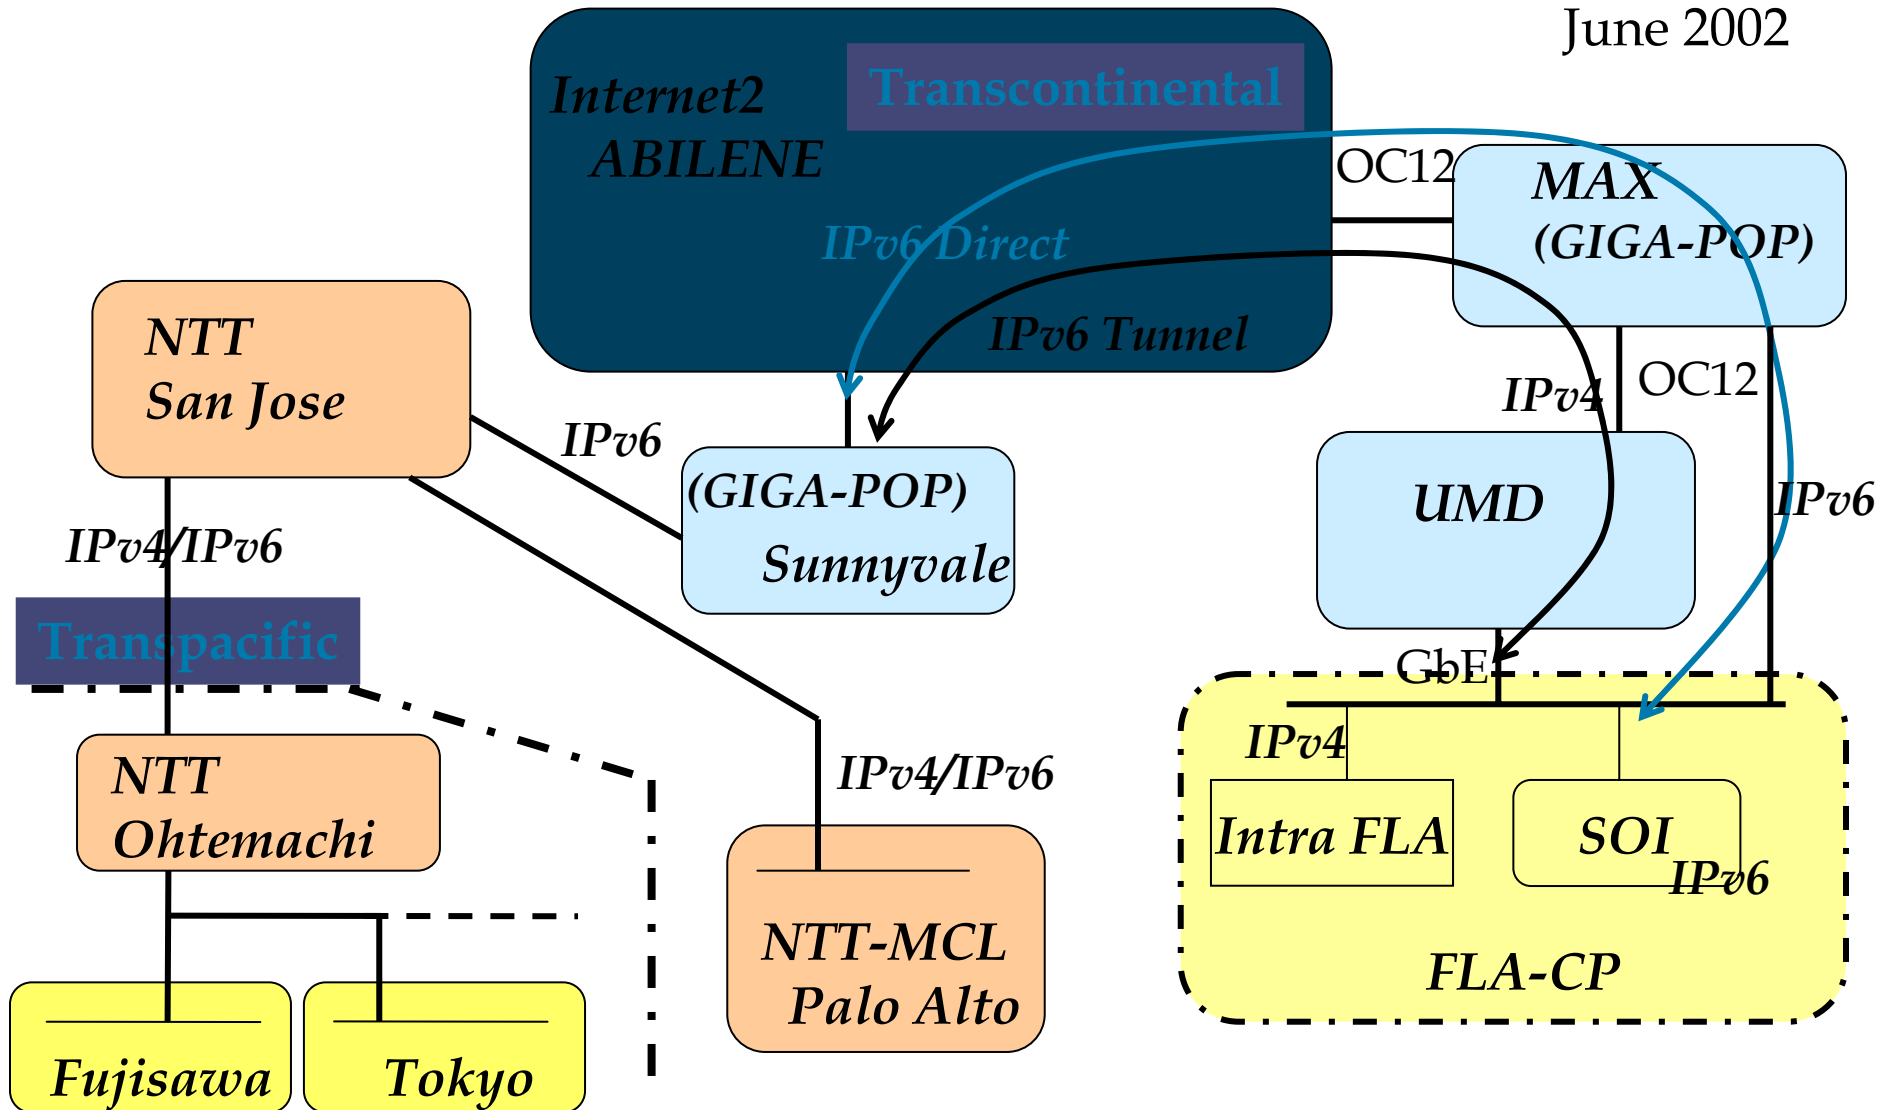 June 2002
Internet2
ABILENE
Transcontinental
OC12
MAX
(GIGA-POP)
IPv6 Direct
IPv6 Tunnel
NTT
San Jose
IPv4
OC12
IPv6
(GIGA-POP)
Sunnyvale
UMD
IPv6
IPv4/IPv6
Transpacific
GbE
NTT
Ohtemachi
IPv4/IPv6
IPv4
Intra FLA
SOI
IPv6
NTT-MCL
Palo Alto
FLA-CP
Fujisawa
Tokyo